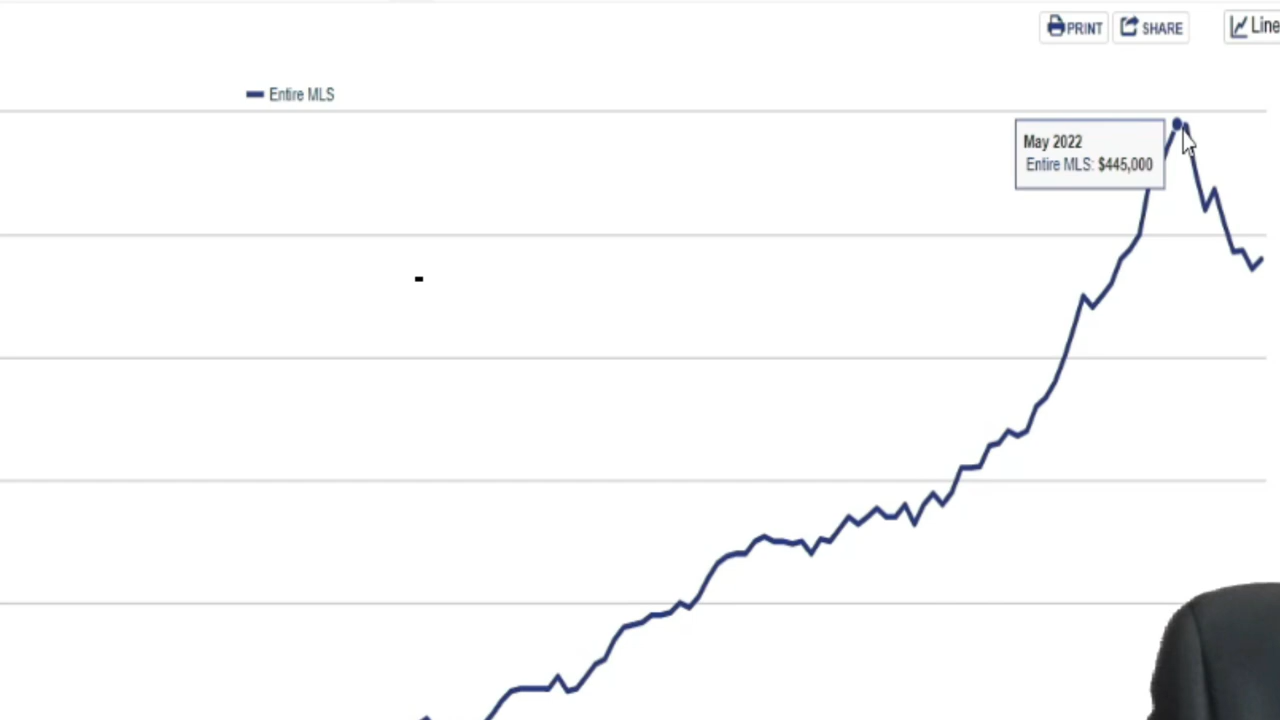 PRINT
SHARE
Line
Entire MLS
May 2022
Entire MLS: $445,000